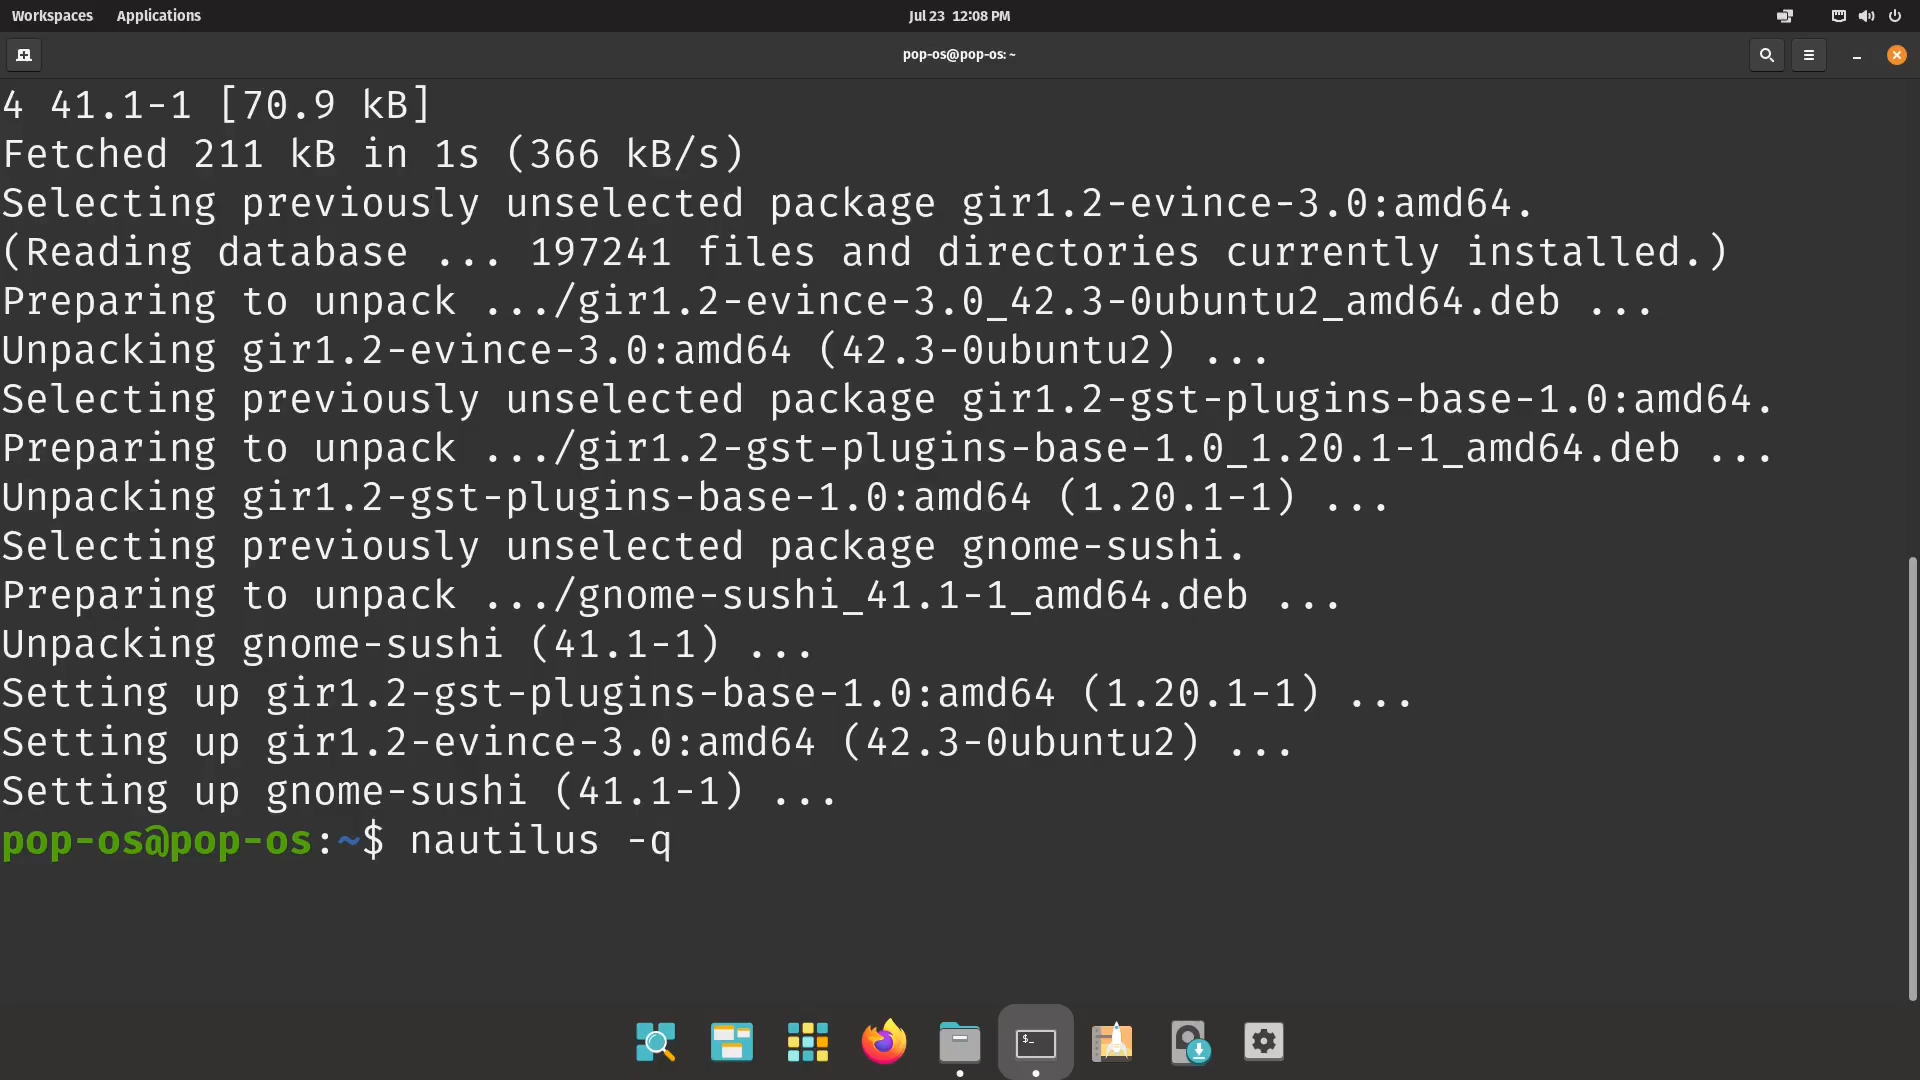 Workspaces Applications Jul 23 12:08 PM
pop-os@pop-os: ~
4 41.1-1 [70.9 kB]
Fetched 211 kB in 1s (366 kB/s)
Selecting previously unselected package gir1.2-evince-3.0:amd64.
(Reading database ... 197241 files and directories currently installed.)
Preparing to unpack .../gir1.2-evince-3.0_42.3-0ubuntu2_amd64.deb ...
Unpacking gir1.2-evince-3.0:amd64 (42.3-0ubuntu2) ...
Selecting previously unselected package gir1.2-gst-plugins-base-1.0:amd64.
Preparing to unpack .../gir1.2-gst-plugins-base-1.0_1.20.1-1_amd64.deb ...
Unpacking gir1.2-gst-plugins-base-1.0:amd64 (1.20.1-1) ...
Selecting previously unselected package gnome-sushi.
Preparing to unpack .../gnome-sushi_41.1-1_amd64.deb ...
Unpacking gnome-sushi (41.1-1) ...
Setting up gir1.2-gst-plugins-base-1.0:amd64 (1.20.1-1) ...
Setting up gir1.2-evince-3.0:amd64 (42.3-0ubuntu2) ...
Setting up gnome-sushi (41.1-1) ...
pop-os@pop-os:~$ nautilus -q
$_